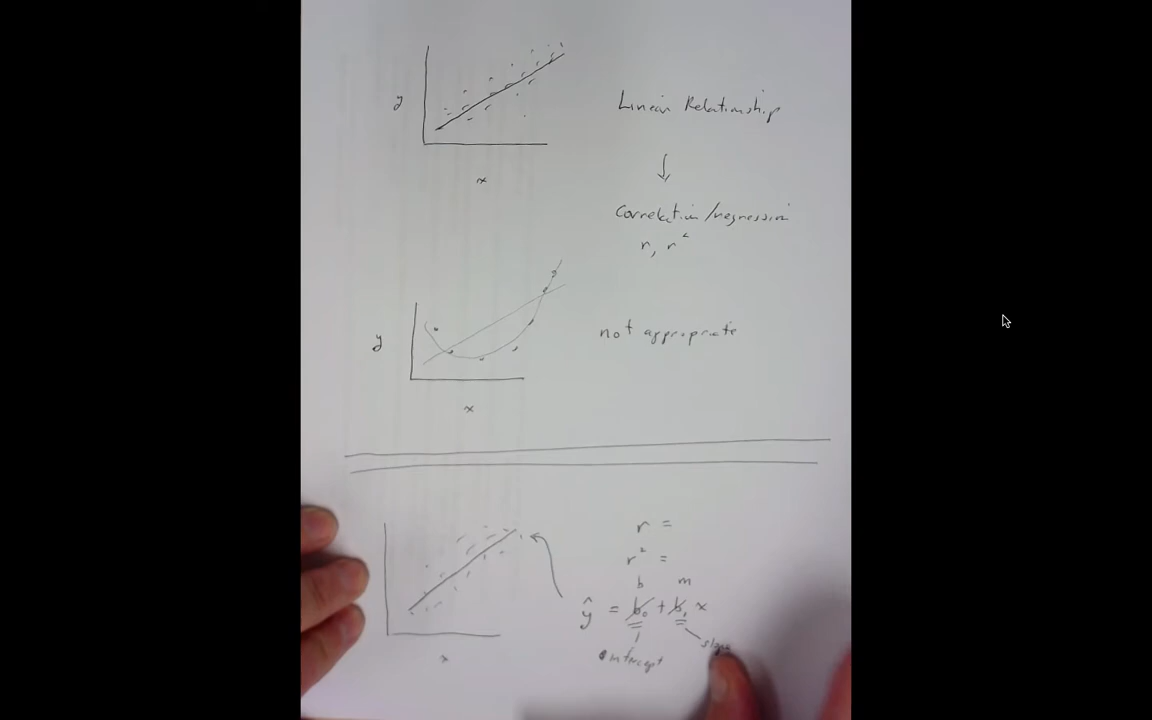 y
x
Linear Relationship
↓
Correlation/regression
r, r²
y
x
not appropriate
x
r =
r² =
b m
ŷ = b₀ + b₁ x
intercept
slope